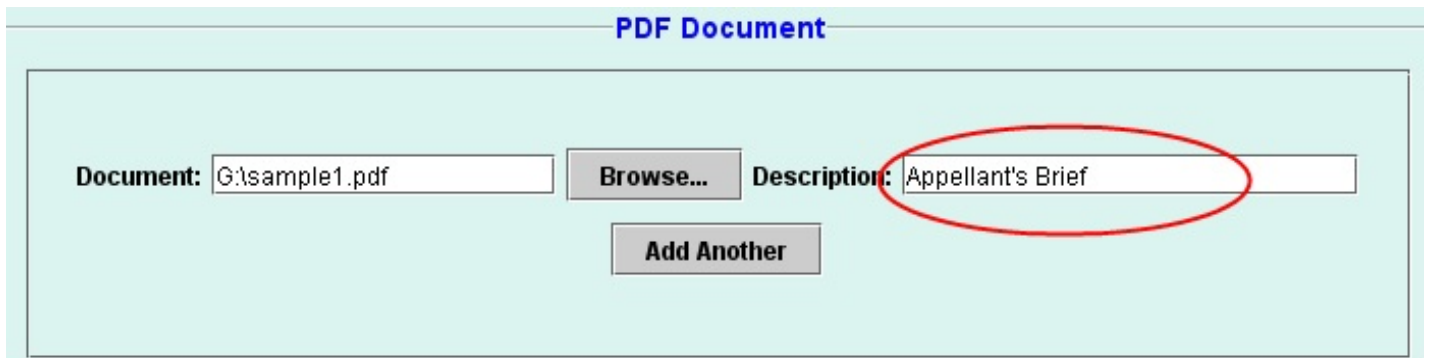 PDF Document
Document: G:\sample1.pdf Browse... Description: Appellant's Brief
Add Another